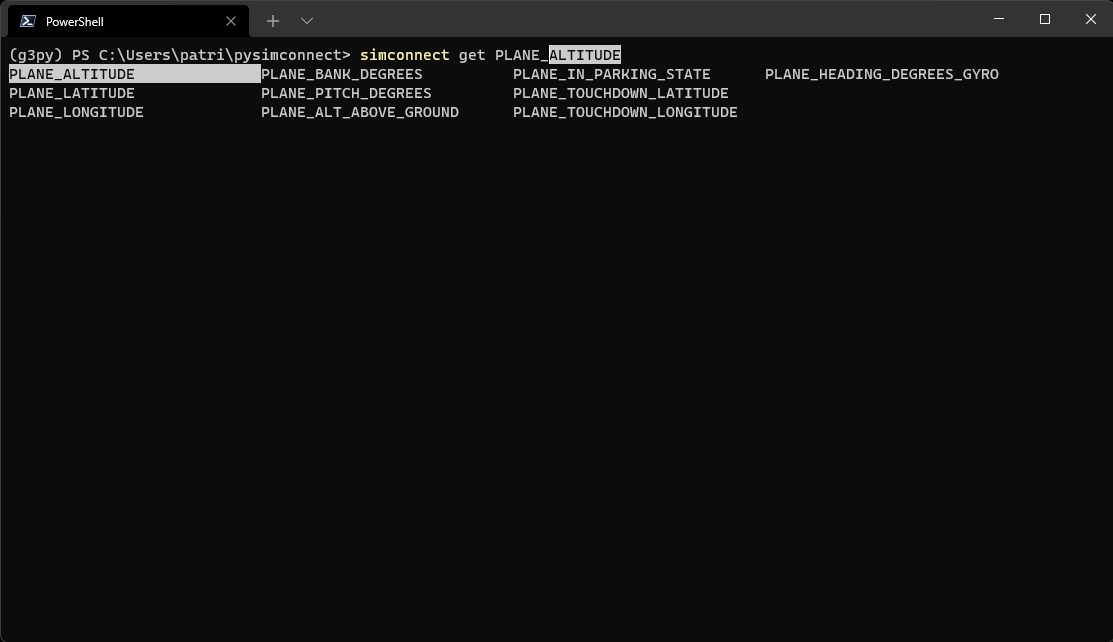 PowerShell
(g3py) PS C:\Users\patri\pysimconnect> simconnect get PLANE_ALTITUDE
PLANE_ALTITUDE PLANE_BANK_DEGREES PLANE_IN_PARKING_STATE PLANE_HEADING_DEGREES_GYRO
PLANE_LATITUDE PLANE_PITCH_DEGREES PLANE_TOUCHDOWN_LATITUDE
PLANE_LONGITUDE PLANE_ALT_ABOVE_GROUND PLANE_TOUCHDOWN_LONGITUDE